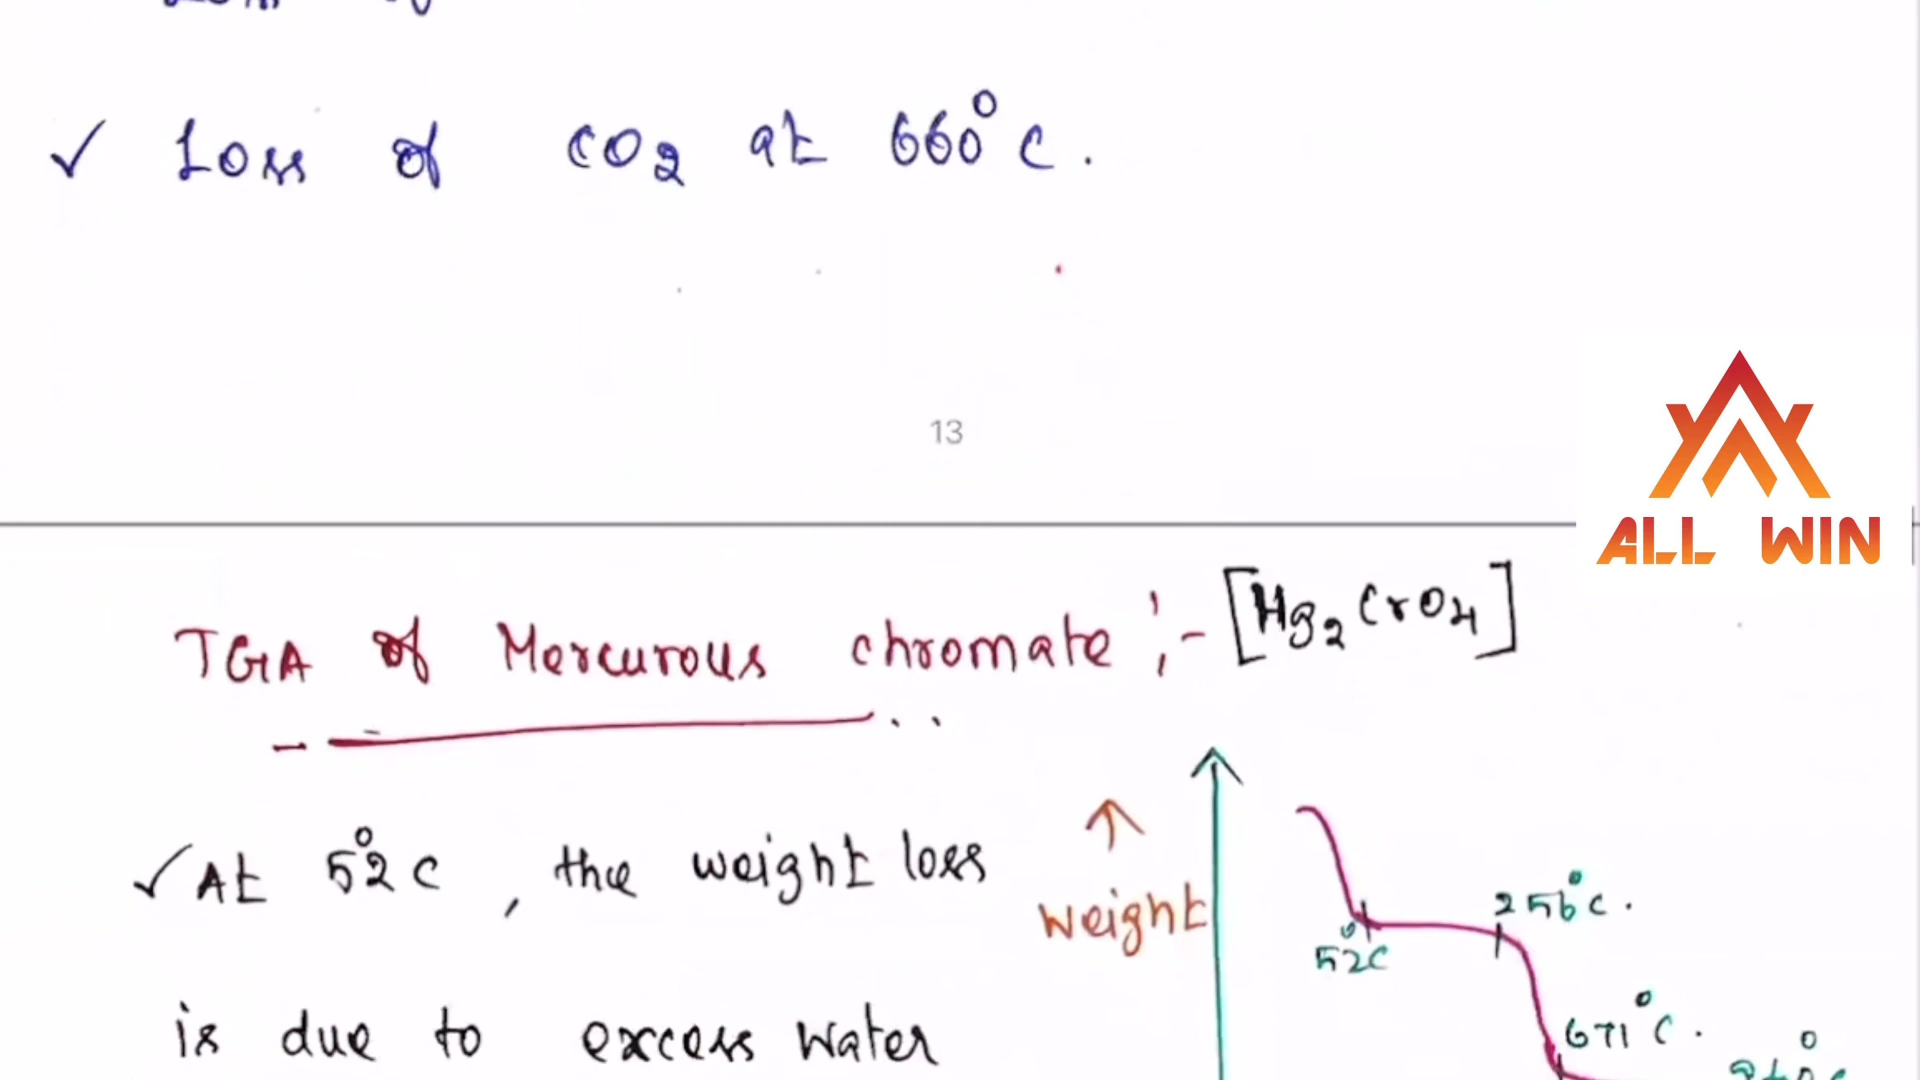 ✓ Loss of CO2 at 660°C.
13
ALL WIN
TGA of Mercurous chromate :- [Hg2CrO4]
✓ At 52°C, the weight loss
is due to excess water
↑
Weight
52°C
256°C.
671°C.